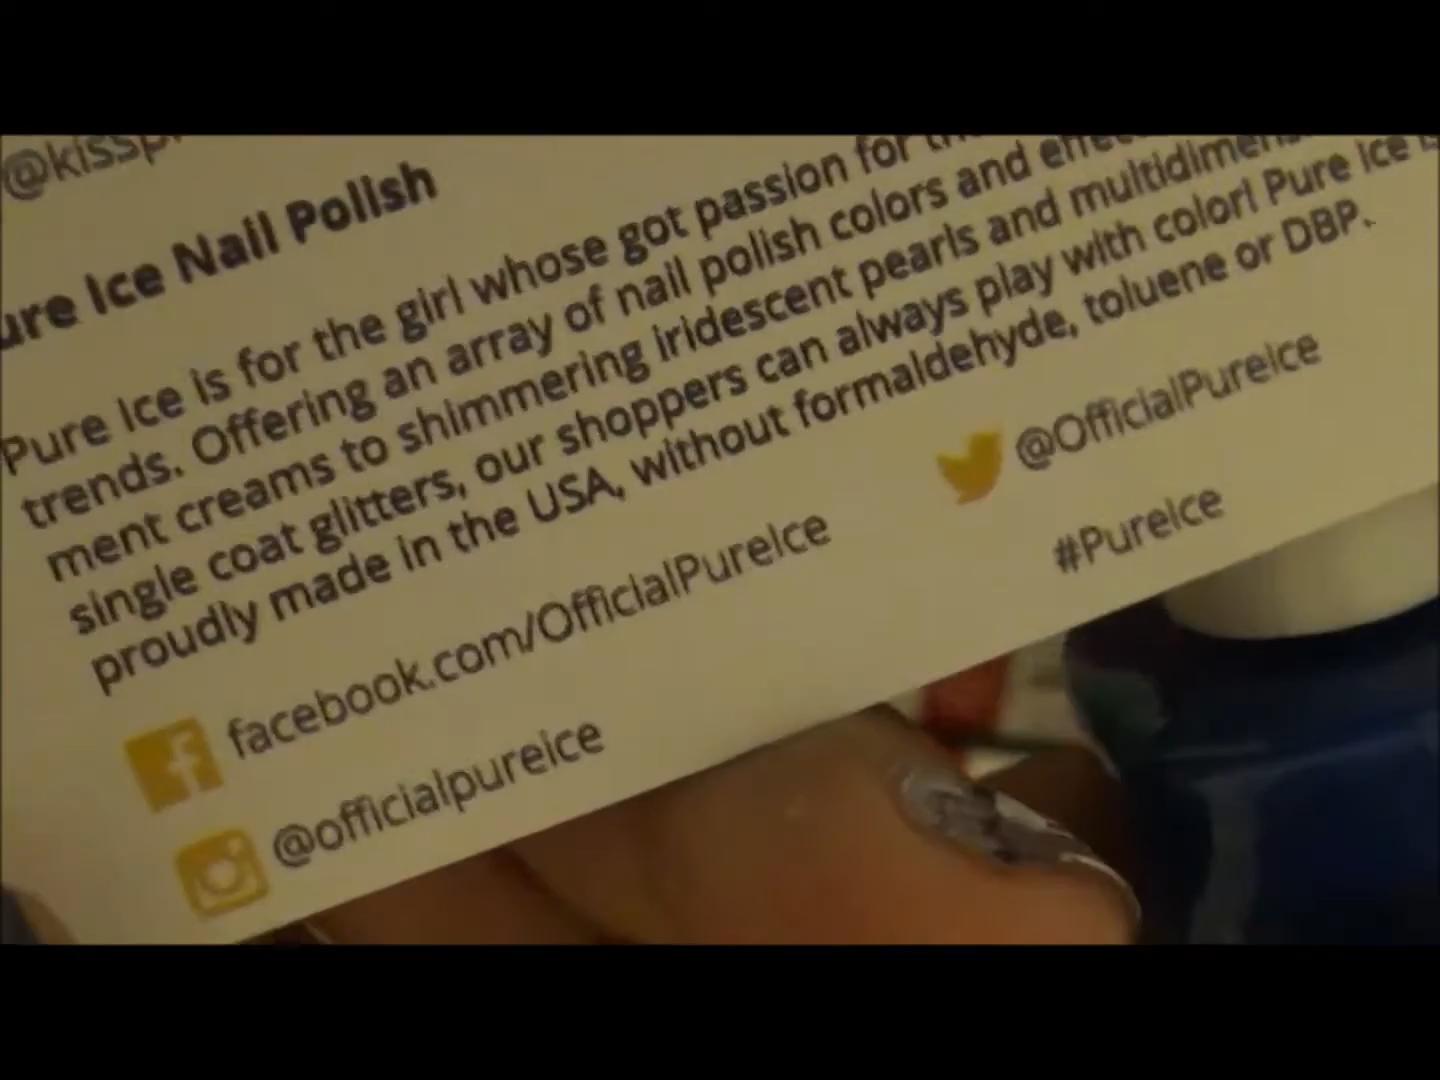 Ice Nail Polish
Pure Ice is for the girl whose got passion for
trends. Offering an array of nail polish colors and
ment creams to shimmering iridescent pearls and
single coat glitters, our shoppers can always play with color! Pure Ice
proudly made in the USA, without formaldehyde, toluene or DBP.
facebook.com/OfficialPureIce
@OfficialPureIce
@officialpureice
#PureIce